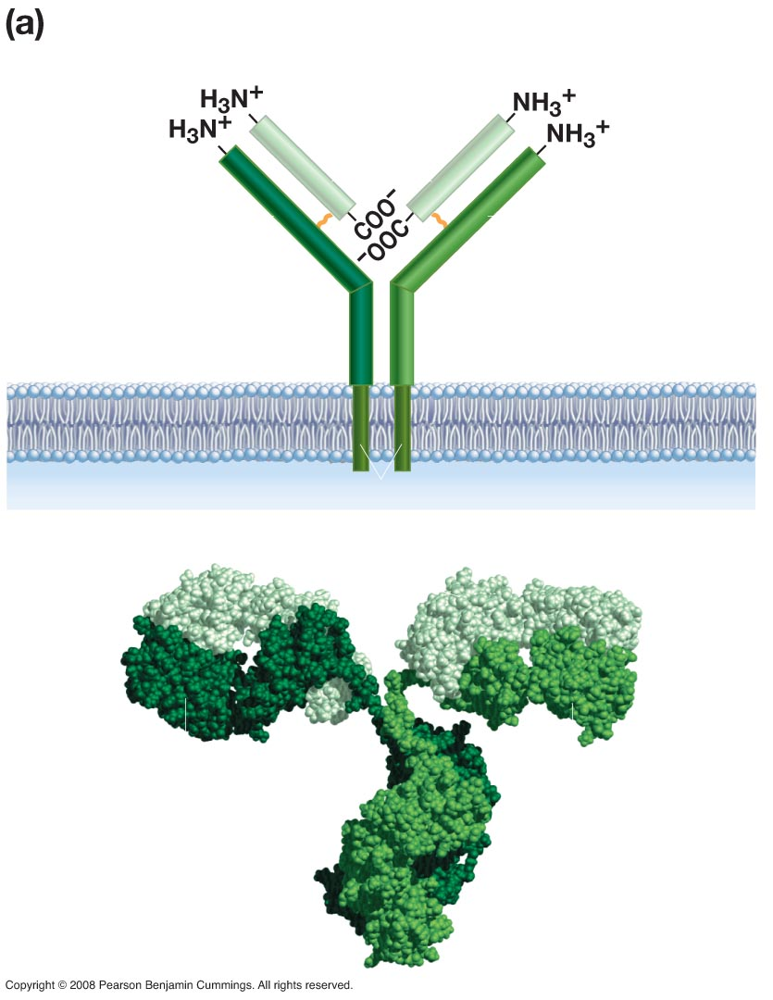 (a)
H3N+
H3N+
NH3+
NH3+
COO−
−OOC
Copyright © 2008 Pearson Benjamin Cummings. All rights reserved.